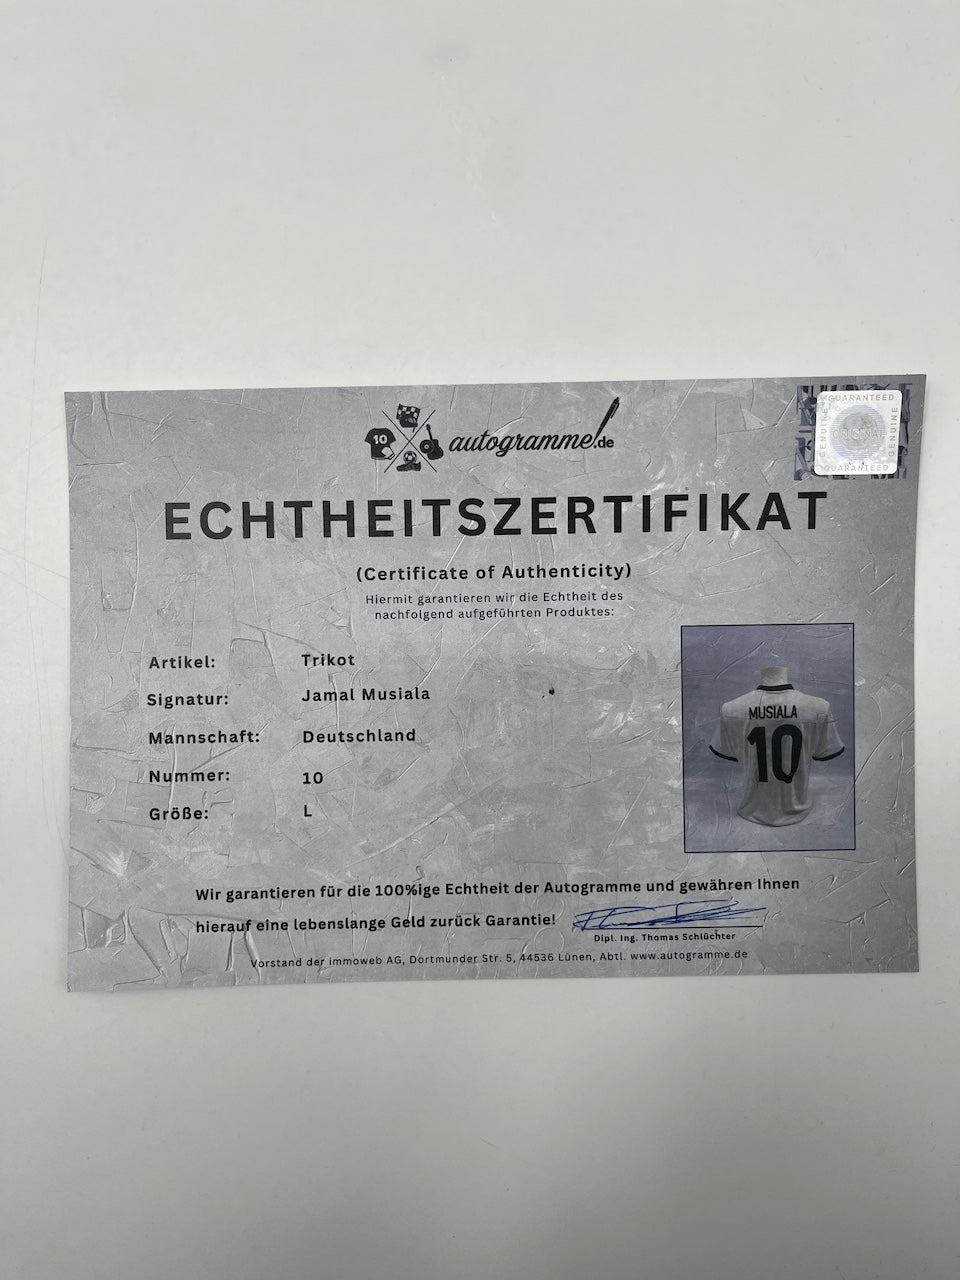 10
autogramme.de
GUARANTEED
GENUINE
ORIGINAL
GENUINE
GUARANTEED
ECHTHEITSZERTIFIKAT
(Certificate of Authenticity)
Hiermit garantieren wir die Echtheit des
nachfolgend aufgeführten Produktes:
Artikel: Trikot
Signatur: Jamal Musiala
Mannschaft: Deutschland
Nummer: 10
Größe: L
MUSIALA
10
Wir garantieren für die 100%ige Echtheit der Autogramme und gewähren Ihnen
hierauf eine lebenslange Geld zurück Garantie!
Dipl. Ing. Thomas Schlüchter
Vorstand der immoweb AG, Dortmunder Str. 5, 44536 Lünen, Abtl. www.autogramme.de